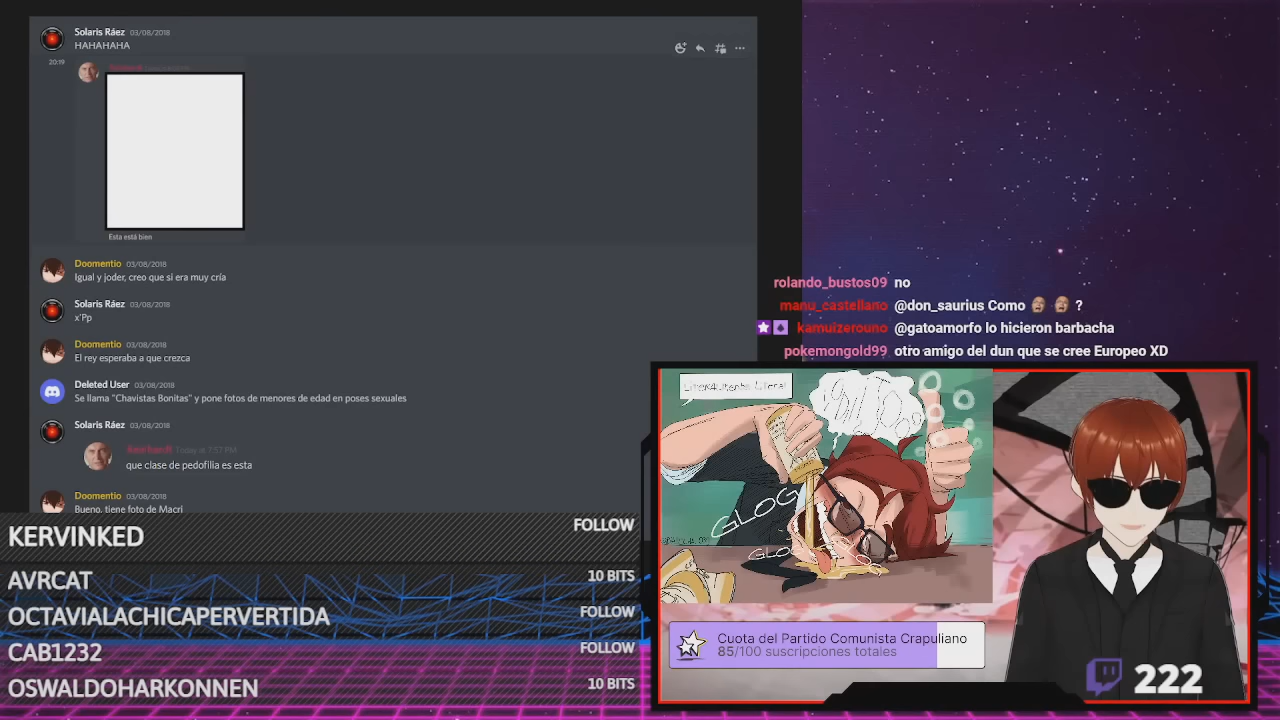 Solaris Ráez 03/08/2018
HAHAHAHA
20:19
Esta está bien
Doomentio 03/08/2018
Igual y joder, creo que si era muy cría
Solaris Ráez 03/08/2018
x'Pp
Doomentio 03/08/2018
El rey esperaba a que crezca
Deleted User 03/08/2018
Se llama "Chavistas Bonitas" y pone fotos de menores de edad en poses sexuales
Solaris Ráez 03/08/2018
Friday at 7:57 PM
que clase de pedofilia es esta
Doomentio 03/08/2018
Bueno, tiene foto de Macri
rolando_bustos09 no
manu_castellano @don_saurius Como ?
kamuizerouno @gatoamorfo lo hicieron barbacha
pokemongold99 otro amigo del dun que se cree Europeo XD
KERVINKED FOLLOW
AVRCAT 10 BITS
OCTAVIALACHICAPERVERTIDA FOLLOW
CAB1232 FOLLOW
OSWALDOHARKONNEN 10 BITS
GLOG
Cuota del Partido Comunista Crapuliano
85/100 suscripciones totales
222